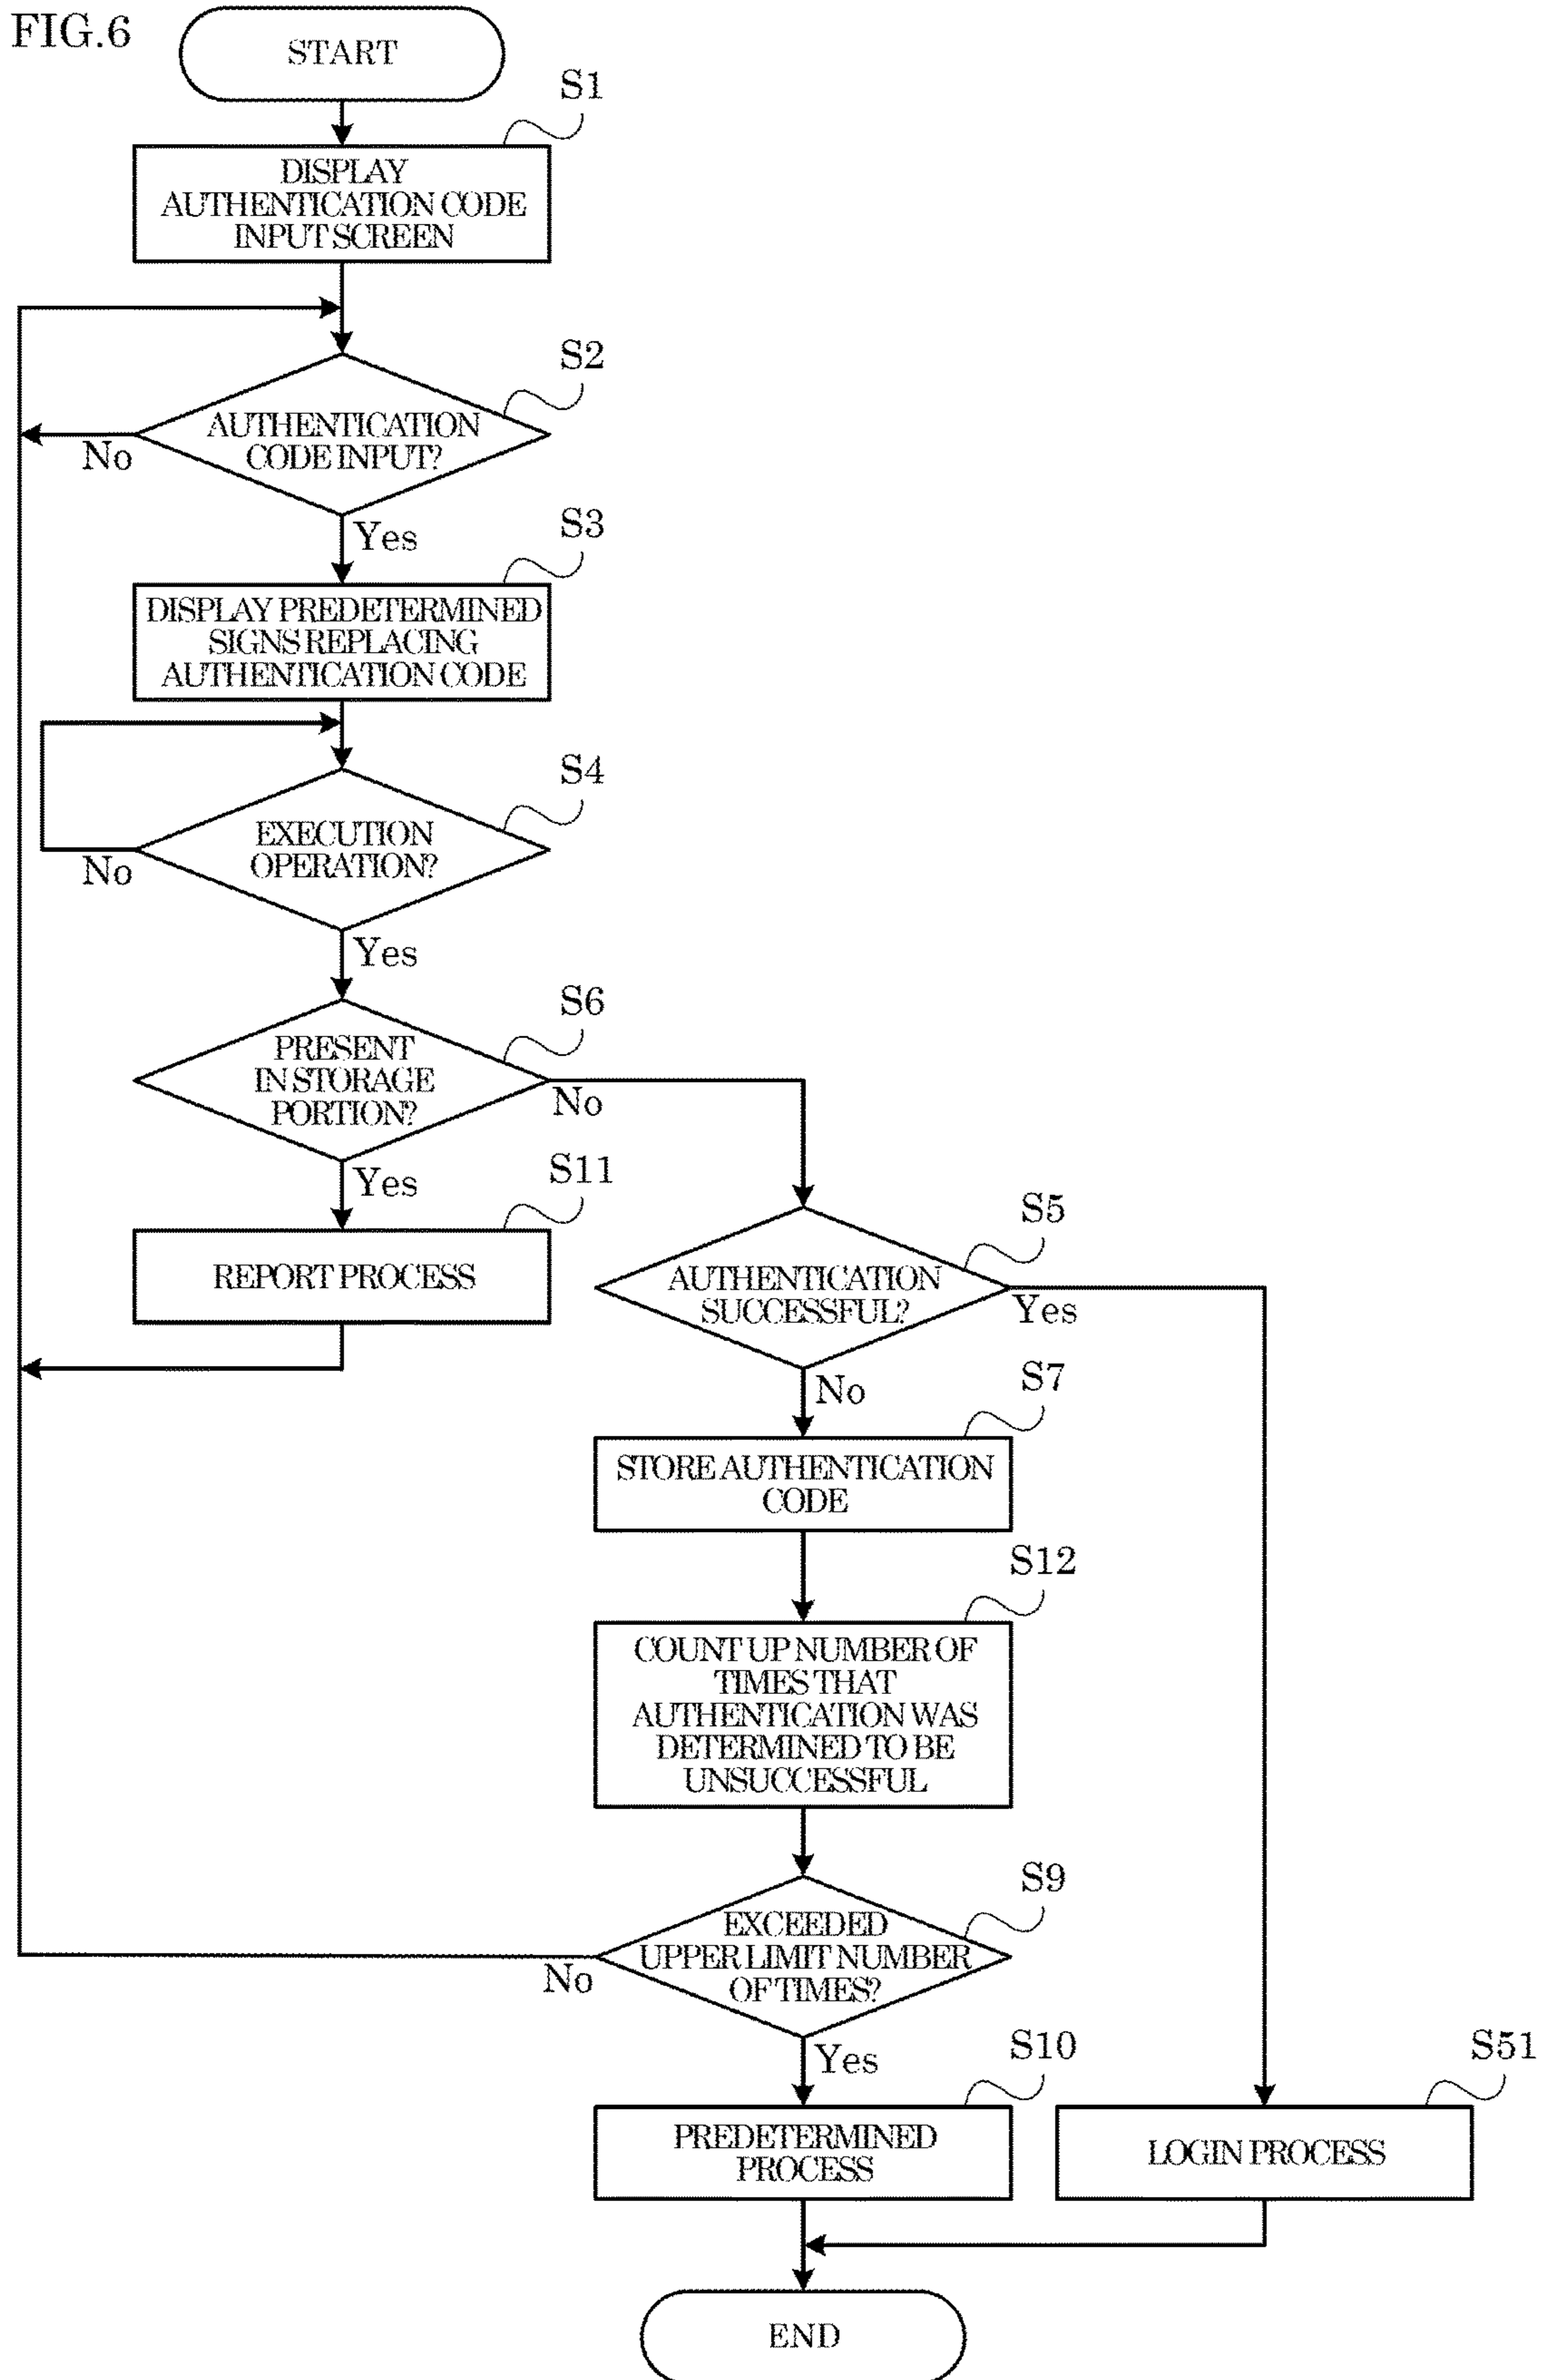 FIG.6
START
S1
DISPLAY
AUTHENTICATION CODE
INPUT SCREEN
S2
AUTHENTICATION
CODE INPUT?
No
Yes
S3
DISPLAY PREDETERMINED
SIGNS REPLACING
AUTHENTICATION CODE
S4
EXECUTION
OPERATION?
No
Yes
S6
PRESENT
IN STORAGE
PORTION?
No
Yes
S11
REPORT PROCESS
S5
AUTHENTICATION
SUCCESSFUL?
Yes
No
S7
STORE AUTHENTICATION
CODE
S12
COUNT UP NUMBER OF
TIMES THAT
AUTHENTICATION WAS
DETERMINED TO BE
UNSUCCESSFUL
S9
EXCEEDED
UPPER LIMIT NUMBER
OF TIMES?
No
Yes
S10
PREDETERMINED
PROCESS
S51
LOGIN PROCESS
END